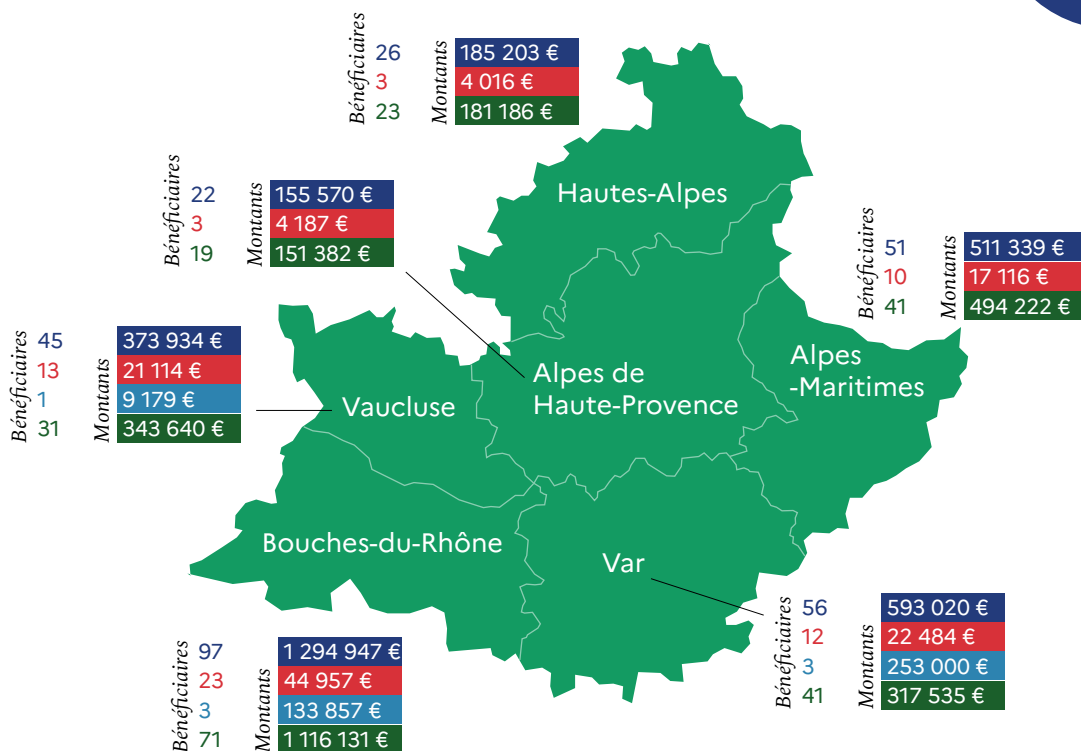 Bénéficiaires
26
3
23
Montants
185 203 €
4 016 €
181 186 €
Hautes-Alpes
Bénéficiaires
22
3
19
Montants
155 570 €
4 187 €
151 382 €
Bénéficiaires
51
10
41
Montants
511 339 €
17 116 €
494 222 €
Bénéficiaires
45
13
1
31
Montants
373 934 €
21 114 €
9 179 €
343 640 €
Vaucluse
Alpes de
Haute-Provence
Alpes
-Maritimes
Bouches-du-Rhône
Var
Bénéficiaires
97
23
3
71
Montants
1 294 947 €
44 957 €
133 857 €
1 116 131 €
Bénéficiaires
56
12
3
41
Montants
593 020 €
22 484 €
253 000 €
317 535 €